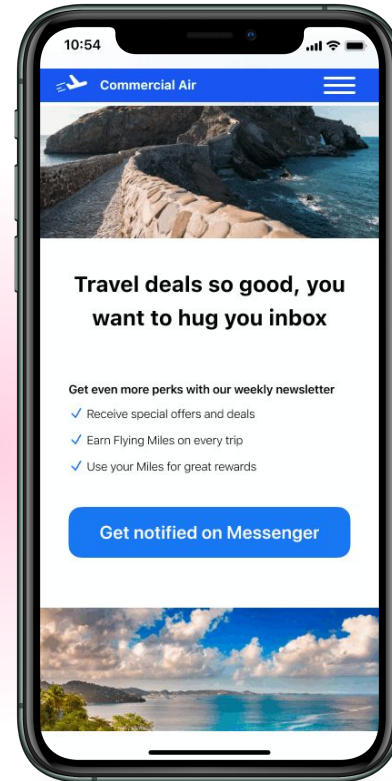 10:54
Commercial Air
Travel deals so good, you
want to hug you inbox
Get even more perks with our weekly newsletter
Receive special offers and deals
Earn Flying Miles on every trip
Use your Miles for great rewards
Get notified on Messenger